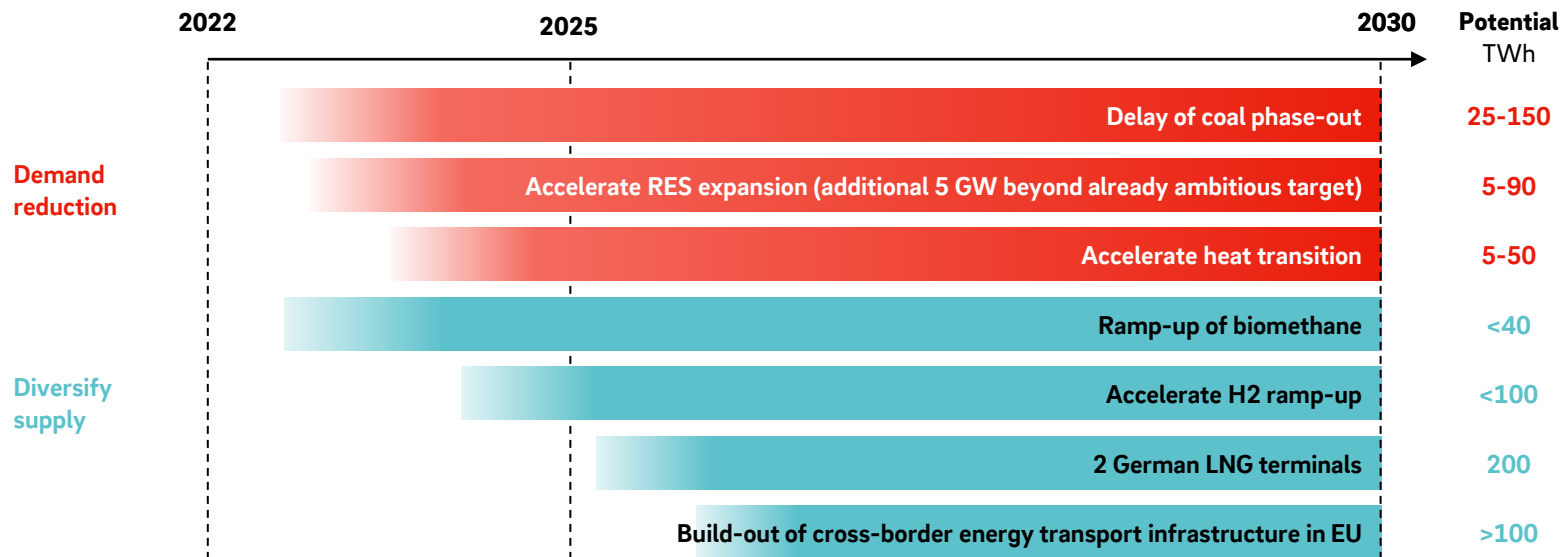 2022
2025
2030
Potential
TWh
Demand
reduction
Delay of coal phase-out
25-150
Accelerate RES expansion (additional 5 GW beyond already ambitious target)
5-90
Accelerate heat transition
5-50
Diversify
supply
Ramp-up of biomethane
<40
Accelerate H2 ramp-up
<100
2 German LNG terminals
200
Build-out of cross-border energy transport infrastructure in EU
>100